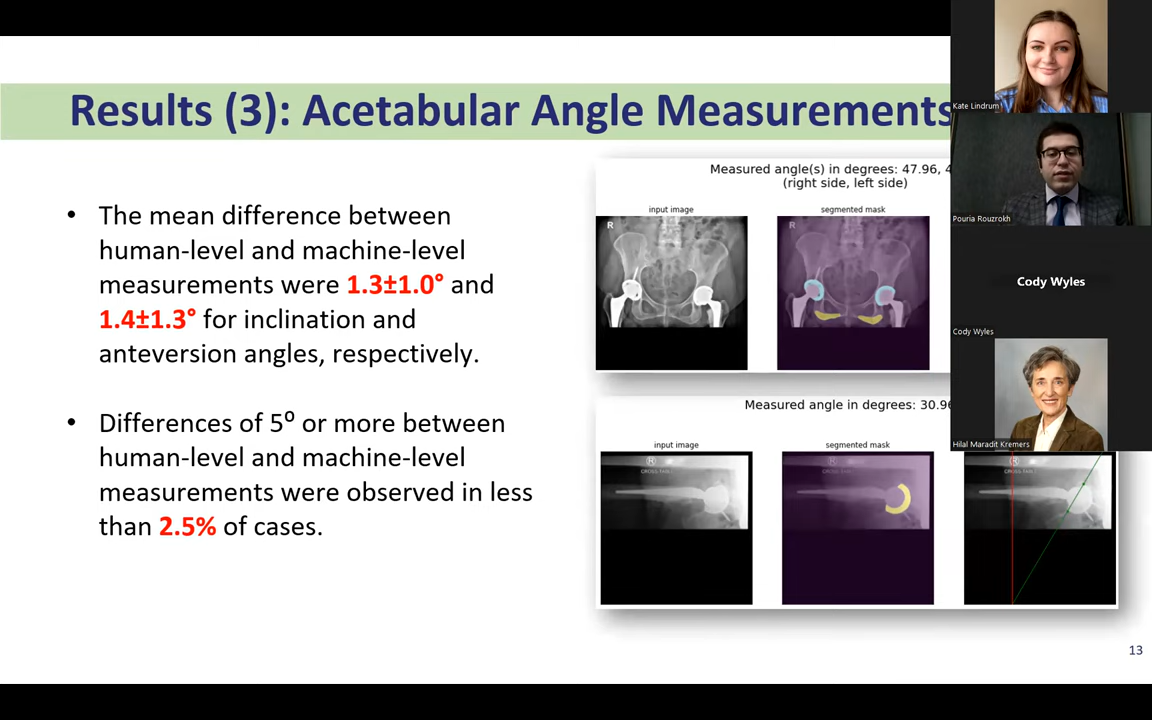 Results (3): Acetabular Angle Measurements
• The mean difference between
human-level and machine-level
measurements were 1.3±1.0° and
1.4±1.3° for inclination and
anteversion angles, respectively.
• Differences of 5⁰ or more between
human-level and machine-level
measurements were observed in less
than 2.5% of cases.
Measured angle(s) in degrees: 47.96, 4
(right side, left side)
input image
segmented mask
R
R
Measured angle in degrees: 30.96
input image
segmented mask
R
CROSS TABLE
R
CROSS TABLE
R
CROSS TABLE
Kate Lindrum
Pouria Rouzrokh
Cody Wyles
Cody Wyles
Hilal Maradit Kremers
13